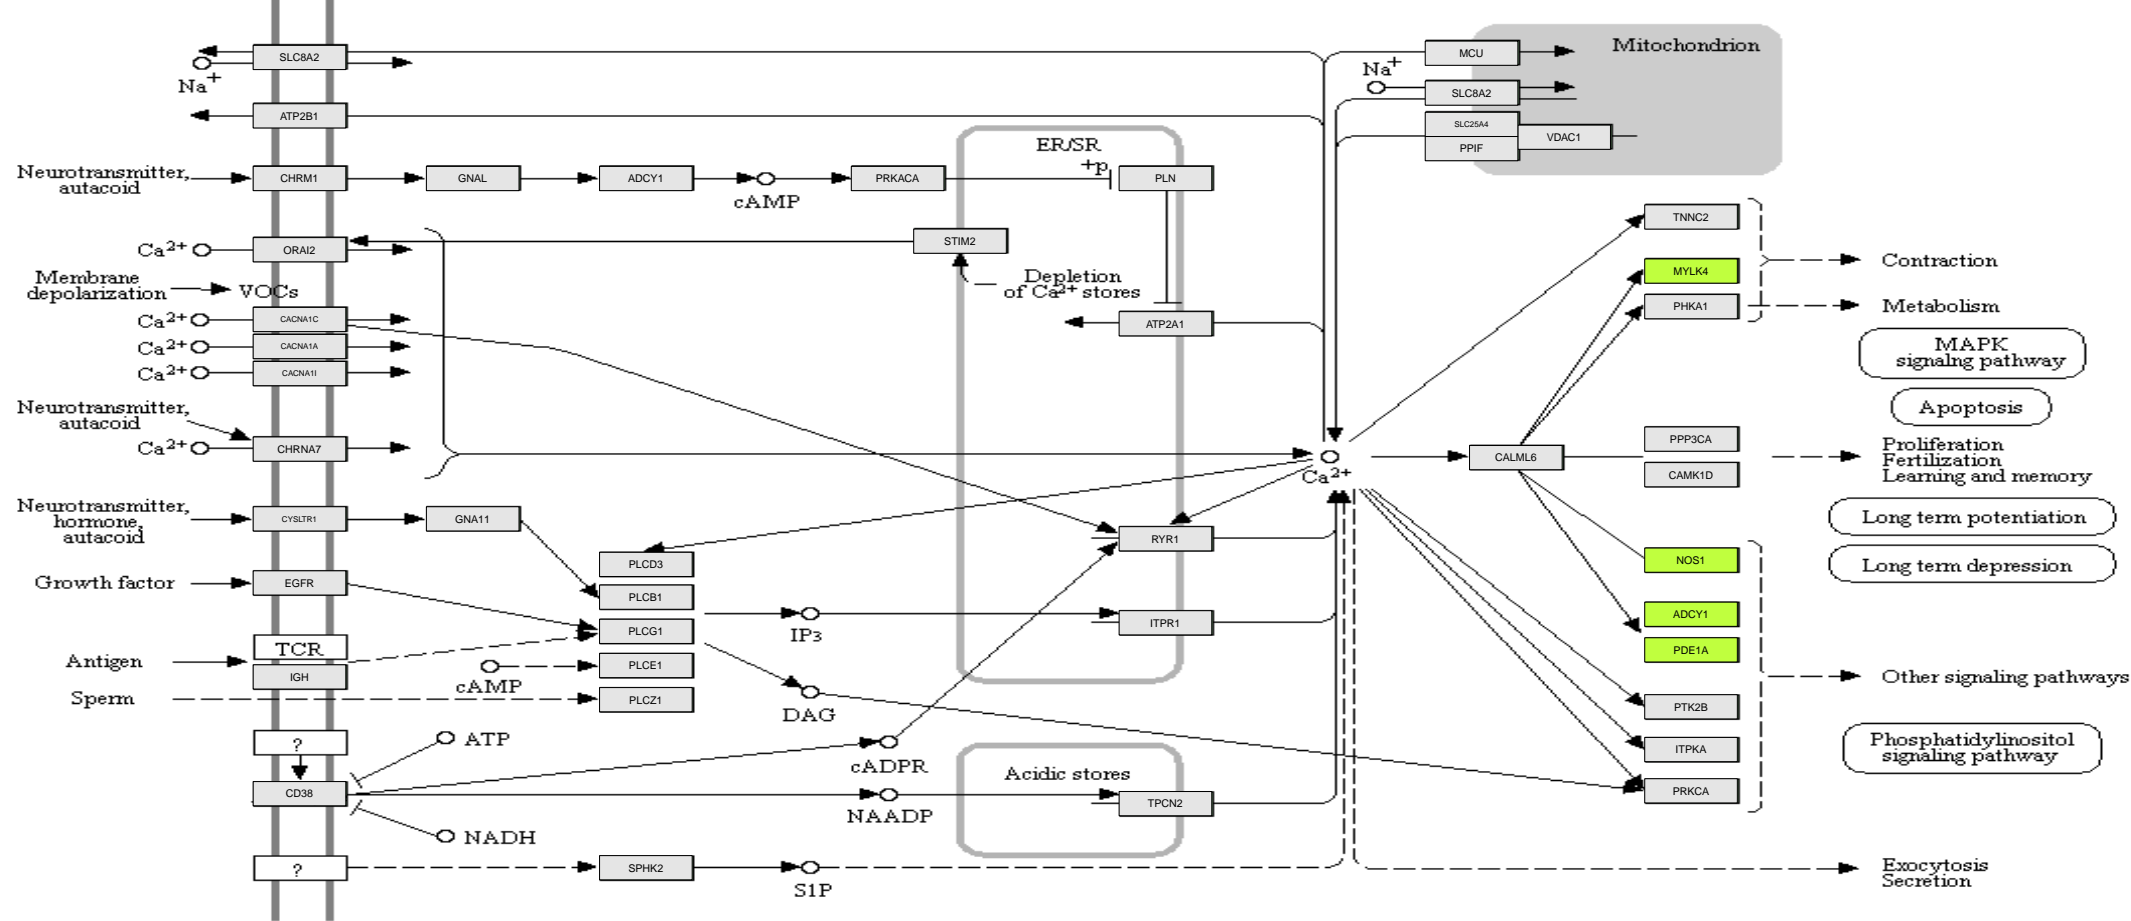 SLC8A2
Na+
ATP2B1
MCU
Mitochondrion
Na+
SLC8A2
SLC25A4
PPIF
VDAC1
Neurotransmitter,
autacoid
CHRM1
GNAL
ADCY1
cAMP
PRKACA
ER/SR
+p
PLN
Ca2+
ORAI2
STIM2
Depletion
of Ca2+ stores
Membrane
depolarization
VOCs
Ca2+
CACNA1C
Ca2+
CACNA1A
Ca2+
CACNA1I
ATP2A1
Neurotransmitter,
autacoid
Ca2+
CHRNA7
Ca2+
CALML6
TNNC2
MYLK4
PHKA1
Contraction
Metabolism
MAPK
signalng pathway
Apoptosis
PPP3CA
CAMK1D
Proliferation
Fertilization
Learning and memory
Long term potentiation
Long term depression
Neurotransmitter,
hormone,
autacoid
CYSLTR1
GNA11
RYR1
PLCD3
Growth factor
EGFR
PLCB1
PLCG1
IP3
ITPR1
TCR
Antigen
IGH
cAMP
PLCE1
Sperm
PLCZ1
DAG
NOS1
ADCY1
PDE1A
PTK2B
ITPKA
PRKCA
Other signaling pathways
Phosphatidylinositol
signaling pathway
?
ATP
cADPR
CD38
NAADP
NADH
Acidic stores
TPCN2
?
SPHK2
S1P
Exocytosis
Secretion